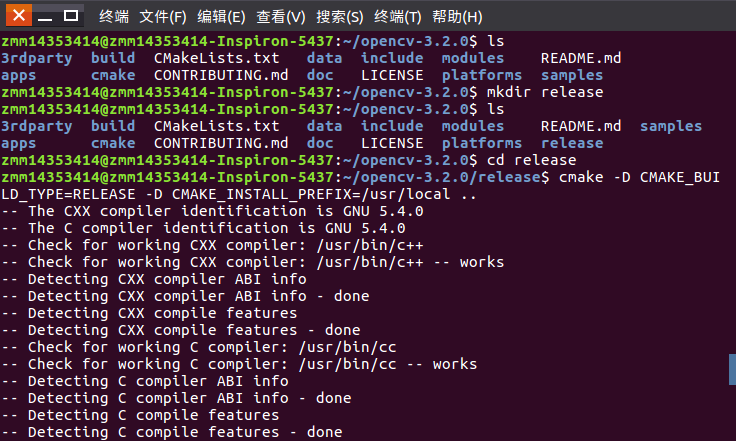 终端 文件(F) 编辑(E) 查看(V) 搜索(S) 终端(T) 帮助(H)
zmm14353414@zmm14353414-Inspiron-5437:~/opencv-3.2.0$ ls
3rdparty build CMakeLists.txt data include modules README.md
apps cmake CONTRIBUTING.md doc LICENSE platforms samples
zmm14353414@zmm14353414-Inspiron-5437:~/opencv-3.2.0$ mkdir release
zmm14353414@zmm14353414-Inspiron-5437:~/opencv-3.2.0$ ls
3rdparty build CMakeLists.txt data include modules README.md samples
apps cmake CONTRIBUTING.md doc LICENSE platforms release
zmm14353414@zmm14353414-Inspiron-5437:~/opencv-3.2.0$ cd release
zmm14353414@zmm14353414-Inspiron-5437:~/opencv-3.2.0/release$ cmake -D CMAKE_BUI
LD_TYPE=RELEASE -D CMAKE_INSTALL_PREFIX=/usr/local ..
-- The CXX compiler identification is GNU 5.4.0
-- The C compiler identification is GNU 5.4.0
-- Check for working CXX compiler: /usr/bin/c++
-- Check for working CXX compiler: /usr/bin/c++ -- works
-- Detecting CXX compiler ABI info
-- Detecting CXX compiler ABI info - done
-- Detecting CXX compile features
-- Detecting CXX compile features - done
-- Check for working C compiler: /usr/bin/cc
-- Check for working C compiler: /usr/bin/cc -- works
-- Detecting C compiler ABI info
-- Detecting C compiler ABI info - done
-- Detecting C compile features
-- Detecting C compile features - done